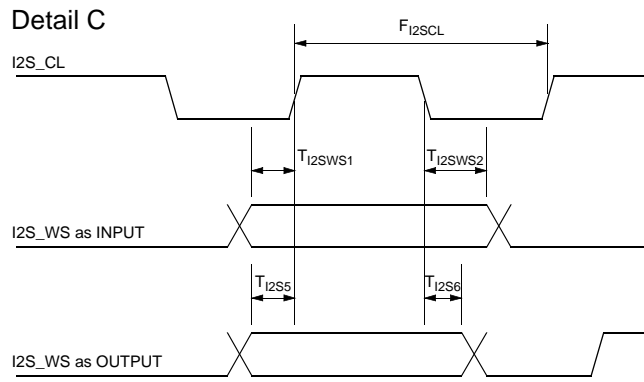 Detail C
F_I2SCL
I2S_CL
T_I2SWS1
T_I2SWS2
I2S_WS as INPUT
T_I2S5
T_I2S6
I2S_WS as OUTPUT